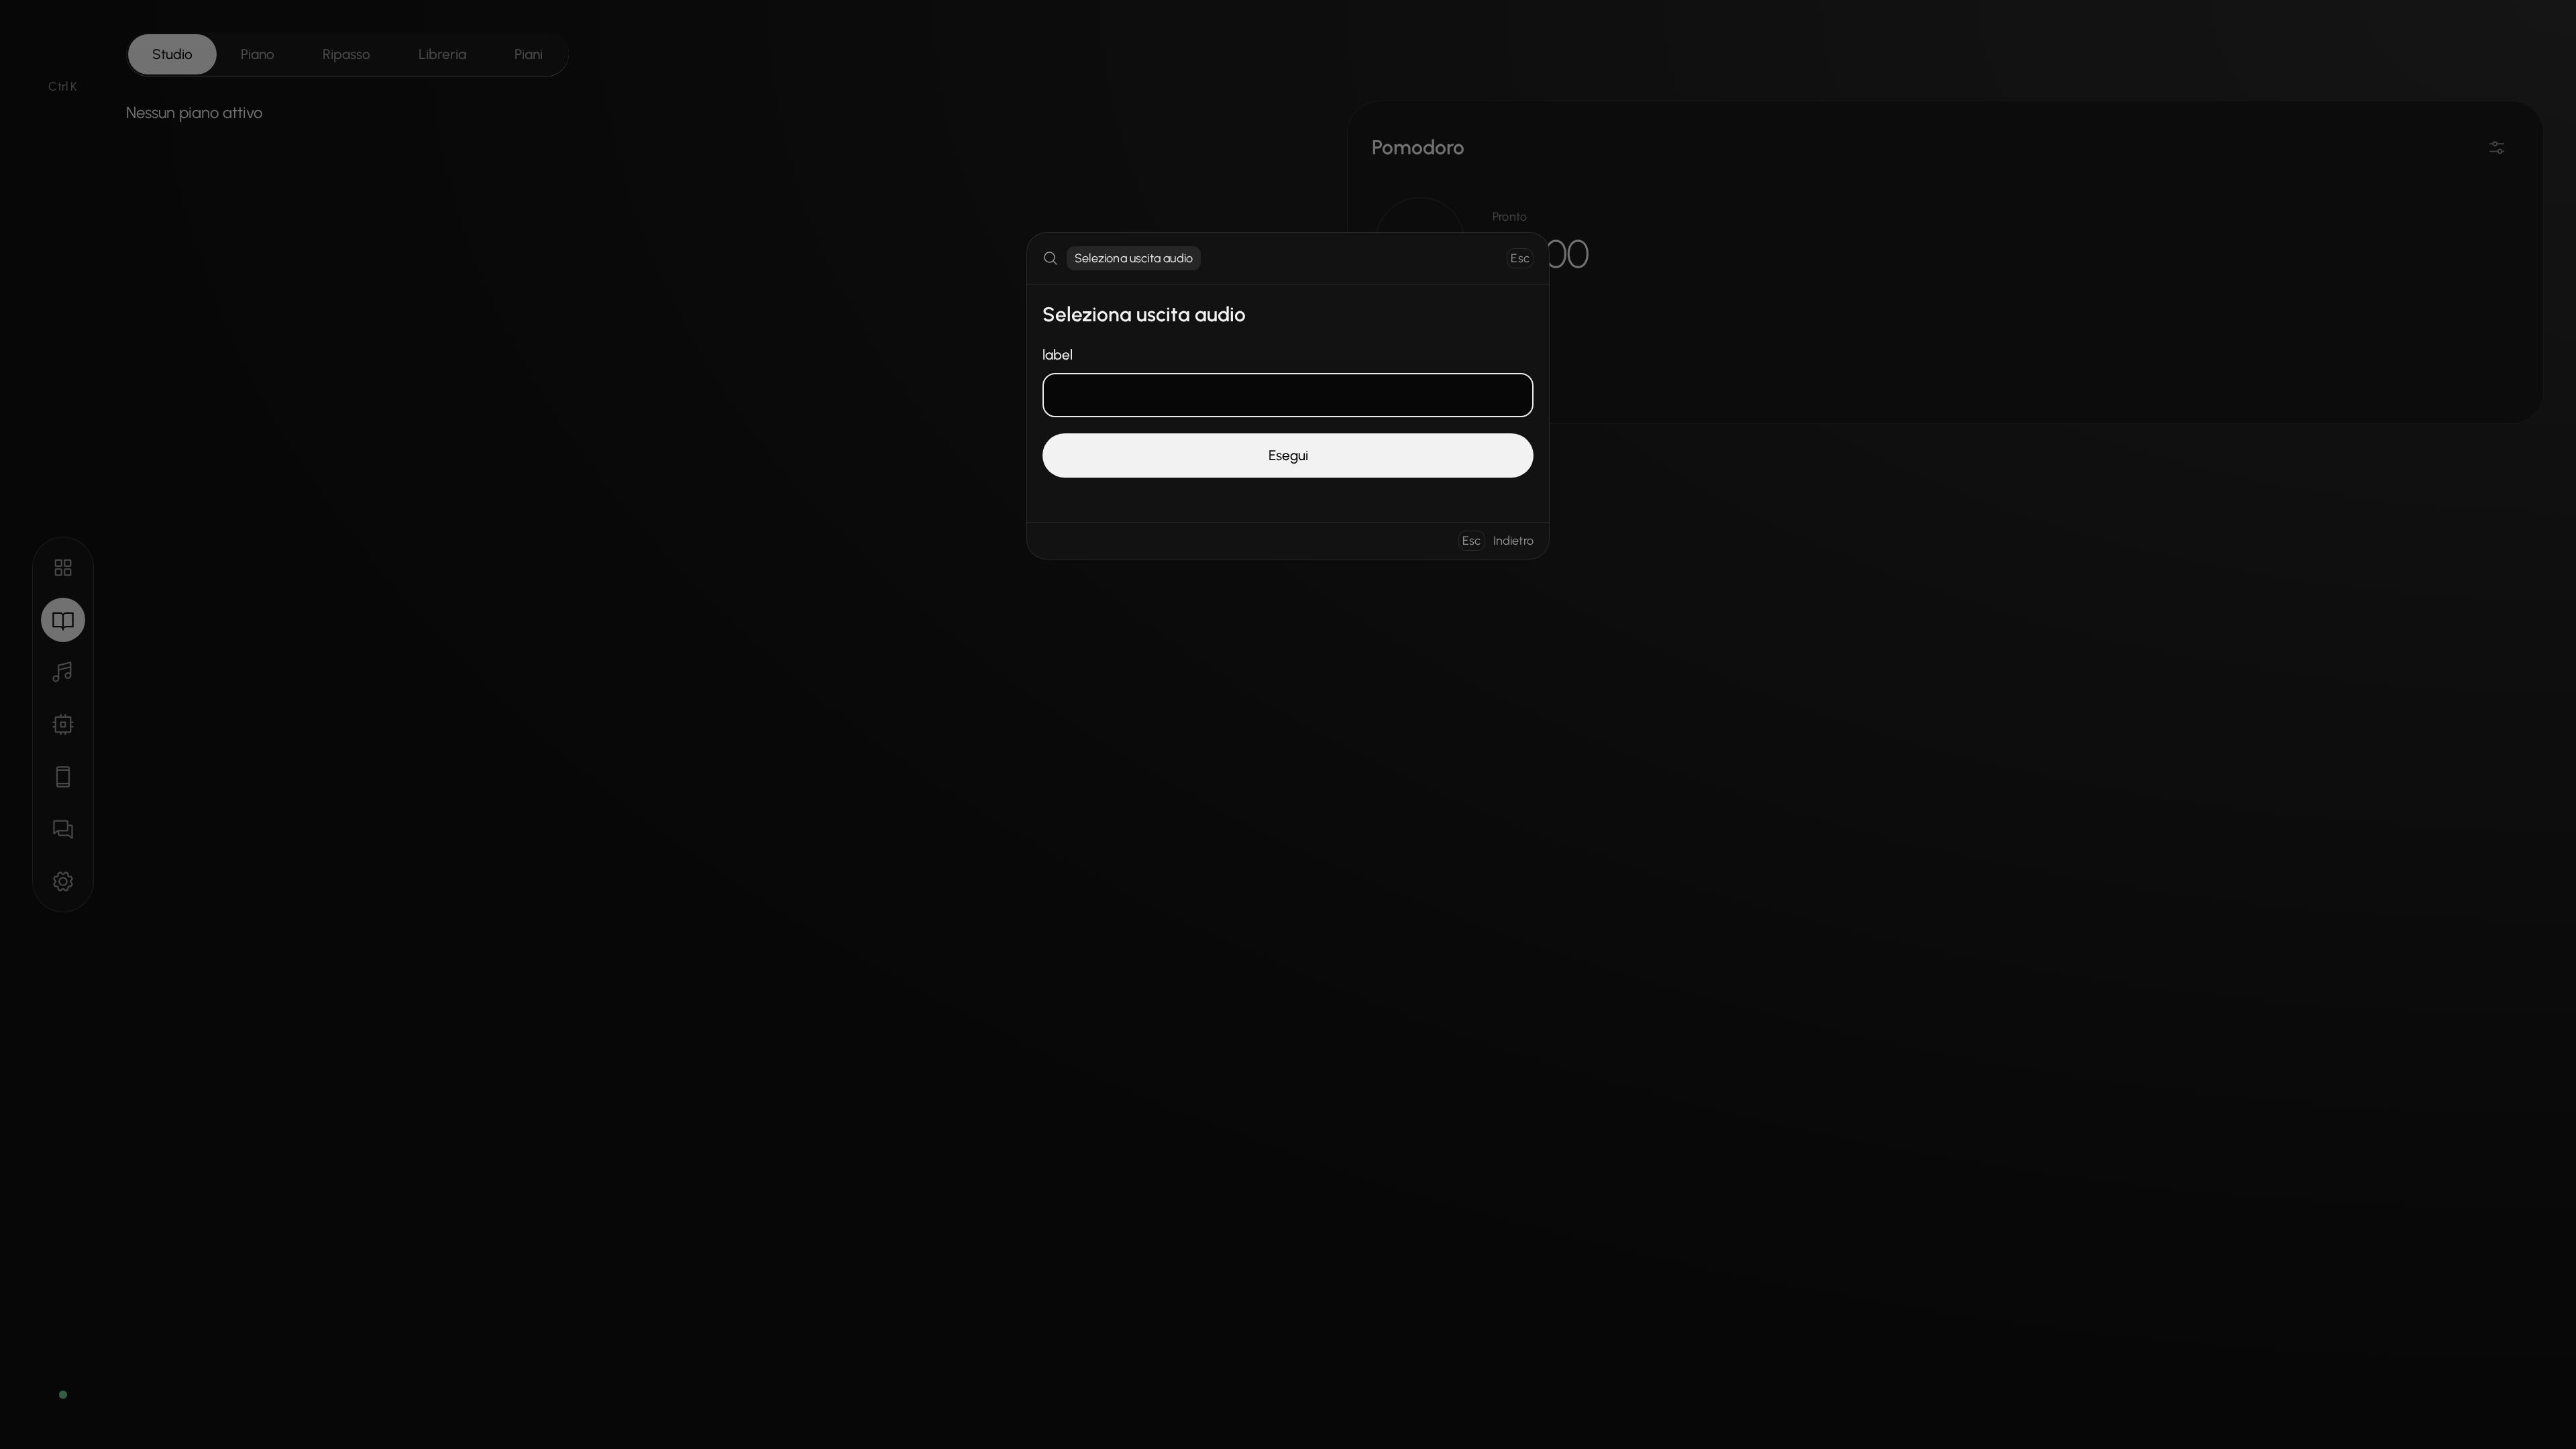 Studio Piano Ripasso Libreria Piani
Ctrl K
Nessun piano attivo
Pomodoro
Pronto
00
Seleziona uscita audio
Esc
Seleziona uscita audio
label
Esegui
Esc Indietro